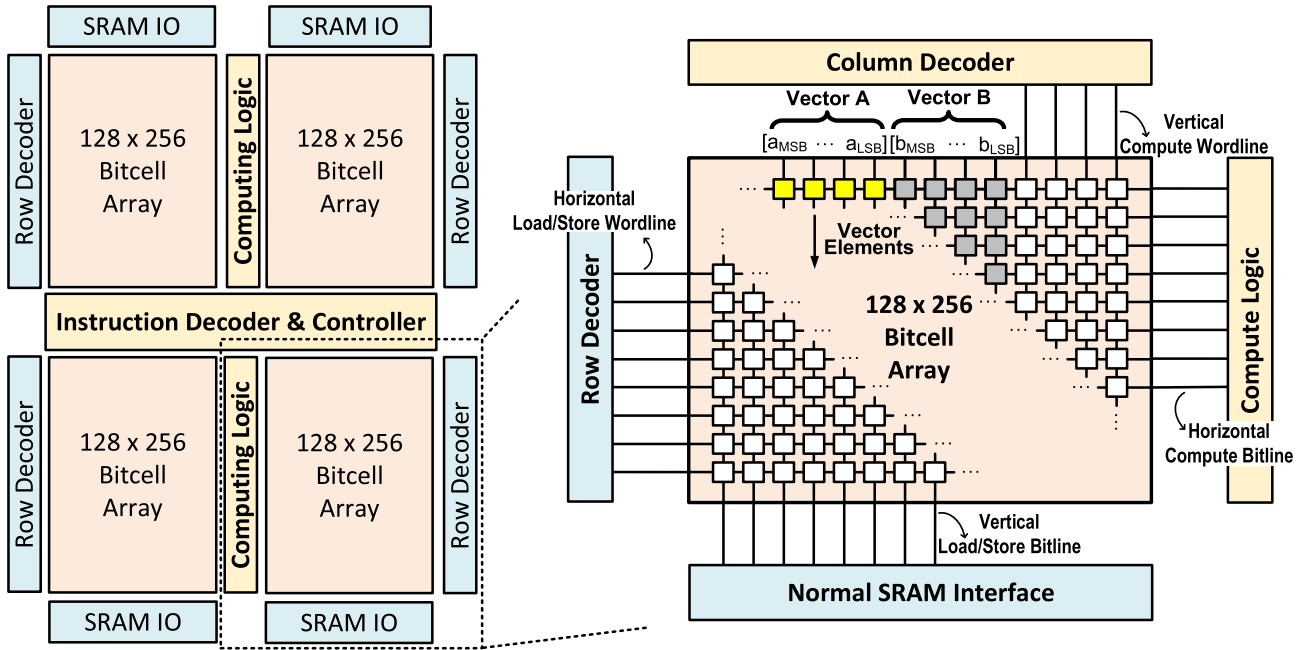 SRAM IO
SRAM IO
Row Decoder
128 x 256
Bitcell
Array
Computing Logic
128 x 256
Bitcell
Array
Row Decoder
Instruction Decoder & Controller
Row Decoder
128 x 256
Bitcell
Array
Computing Logic
128 x 256
Bitcell
Array
Row Decoder
SRAM IO
SRAM IO
Column Decoder
Vector A
Vector B
[aMSB ... aLSB] [bMSB ... bLSB]
Vertical
Compute Wordline
Horizontal
Load/Store Wordline
Row Decoder
Vector
Elements
128 x 256
Bitcell
Array
Compute Logic
Horizontal
Compute Bitline
Vertical
Load/Store Bitline
Normal SRAM Interface